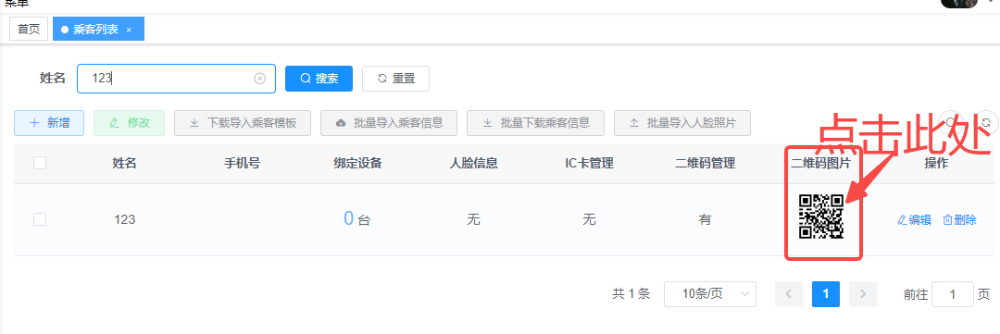 菜单
首页 乘客列表 ×
姓名 123 搜索 重置
新增 修改 下载导入乘客模板 批量导入乘客信息 批量下载乘客信息 批量导入人脸照片
点击此处
姓名 手机号 绑定设备 人脸信息 IC卡管理 二维码管理 二维码图片 操作
123 0 台 无 无 有 编辑 删除
共 1 条 10条/页 < 1 > 前往 1 页